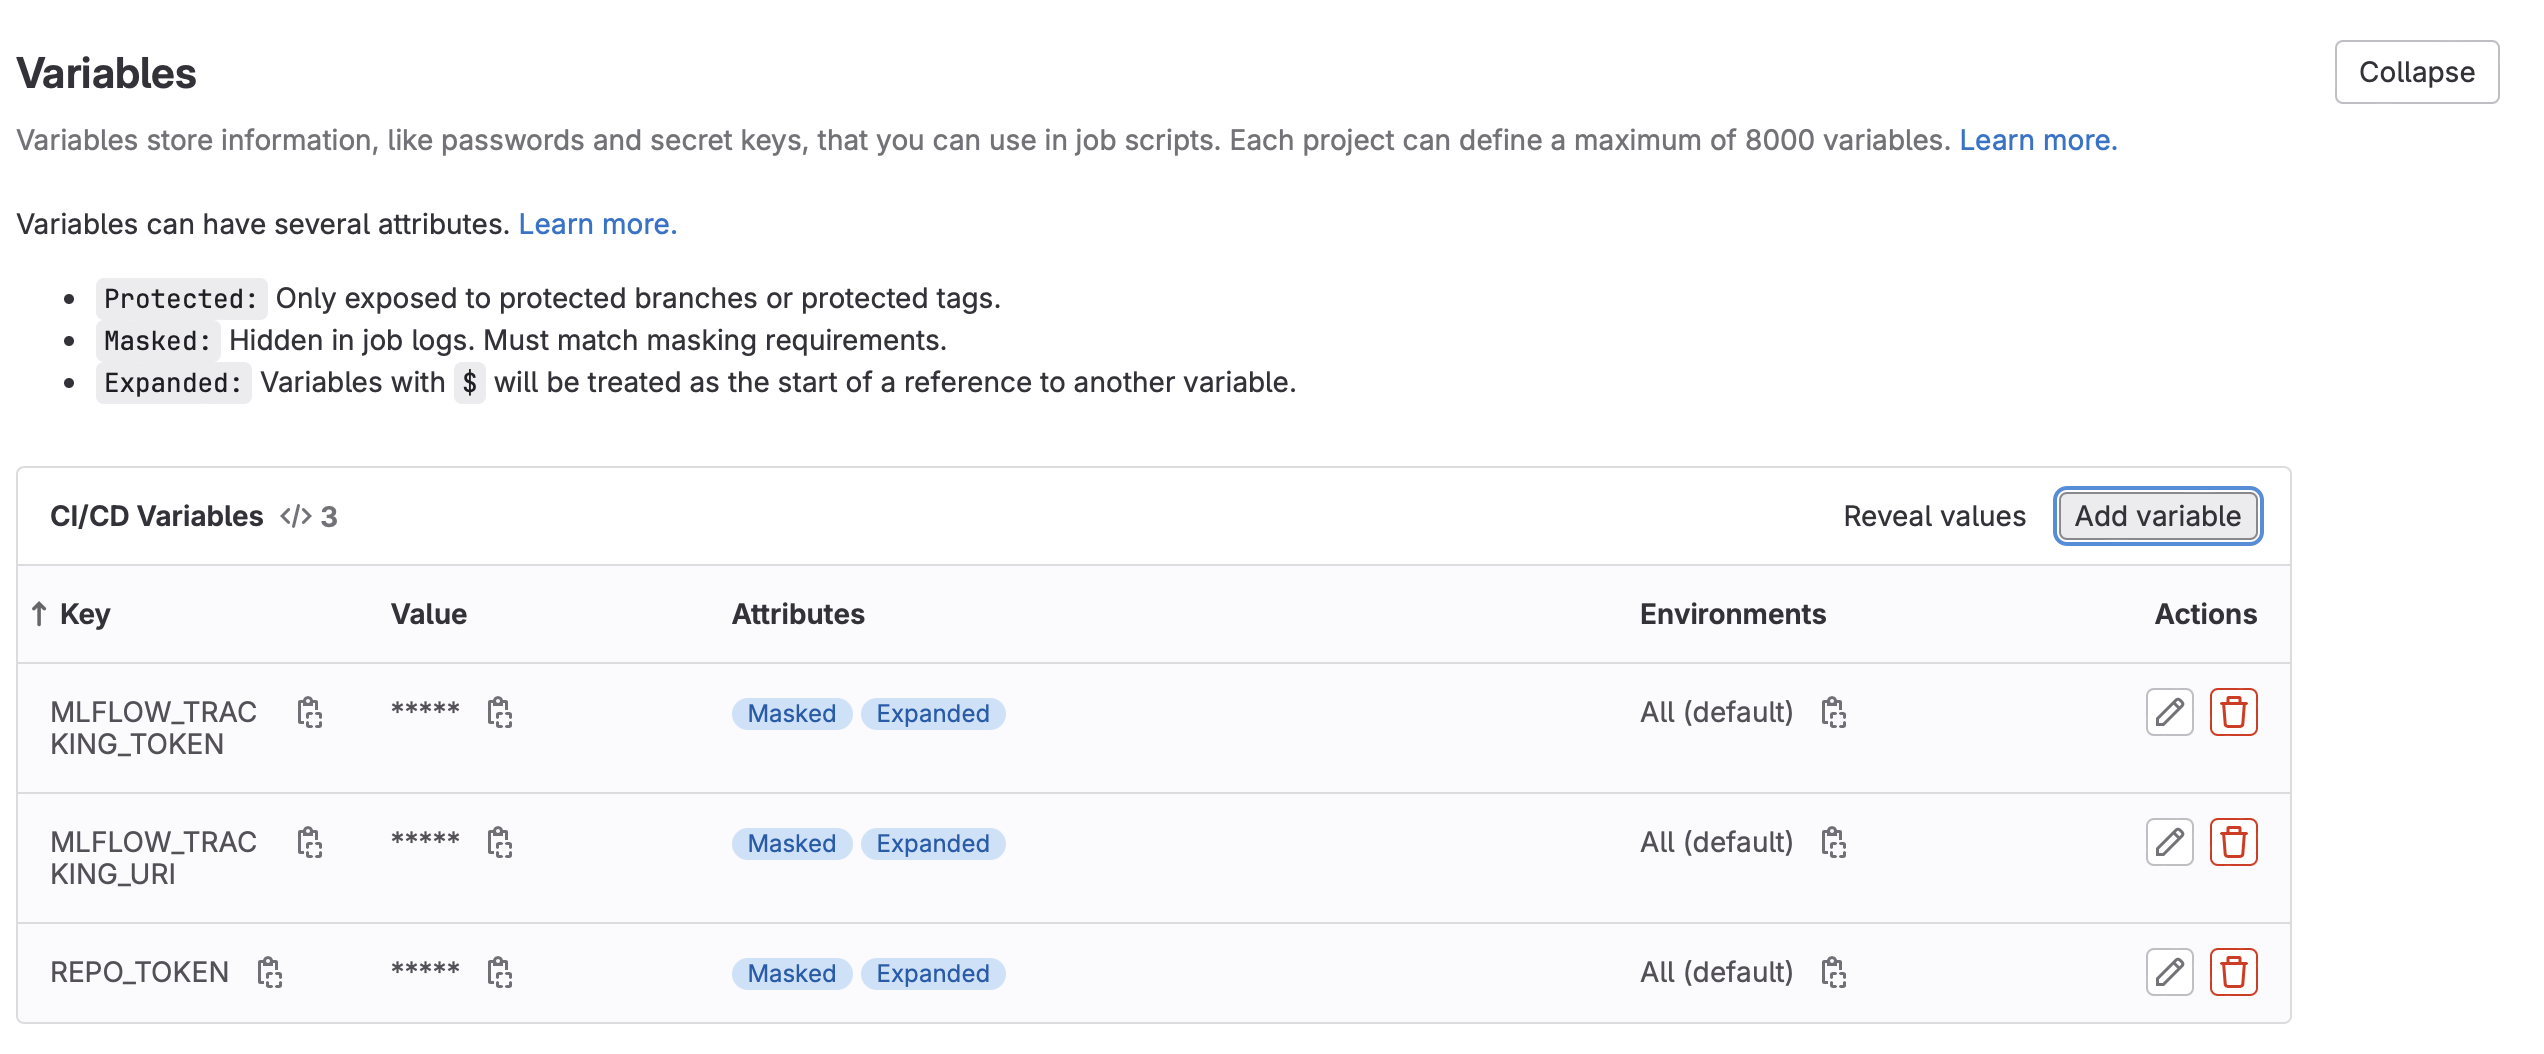 Variables
Collapse
Variables store information, like passwords and secret keys, that you can use in job scripts. Each project can define a maximum of 8000 variables. Learn more.
Variables can have several attributes. Learn more.
Protected: Only exposed to protected branches or protected tags.
Masked: Hidden in job logs. Must match masking requirements.
Expanded: Variables with $ will be treated as the start of a reference to another variable.
CI/CD Variables </> 3
Reveal values Add variable
↑ Key Value Attributes Environments Actions
MLFLOW_TRAC ***** Masked Expanded All (default)
KING_TOKEN
MLFLOW_TRAC ***** Masked Expanded All (default)
KING_URI
REPO_TOKEN ***** Masked Expanded All (default)